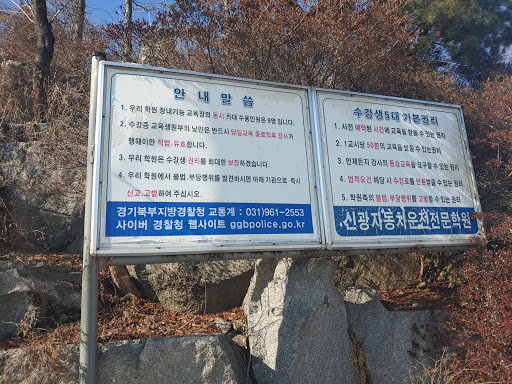 안 내 말 씀
1. 우리 학원 장내기능 교육장의 동시 최대 수용인원은 9명 입니다.
2. 수강증 교육생원부의 날인은 반드시 당일교육 종료직후 강사가
행해야 이만 적법, 유효합니다.
3. 우리 학원은 수강생 권리를 최대한 보장하겠습니다.
4. 우리 학원에서 불법, 부당행위를 발견하시면 아래 기관으로 즉시
신고 고발하여 주십시오.
경기북부지방경찰청 교통계 : 031)961-2553
사이버 경찰청 웹사이트 ggbpolice.go.kr
수강생5대 기본권리
1. 사전 예약된 시간에 교육을 받을 수 있는 권리
2. 1교시당 50분의 교육을 받을 수 있는 권리
3. 언제든지 강사의 동승교육을 요구할 수 있는 권리
4. 법적요건 해당 시 수강료를 반환받을 수 있는 권리
5. 학원측의 불법, 부당행위를 고발할 수 있는 권리
신광자동차운전전문학원